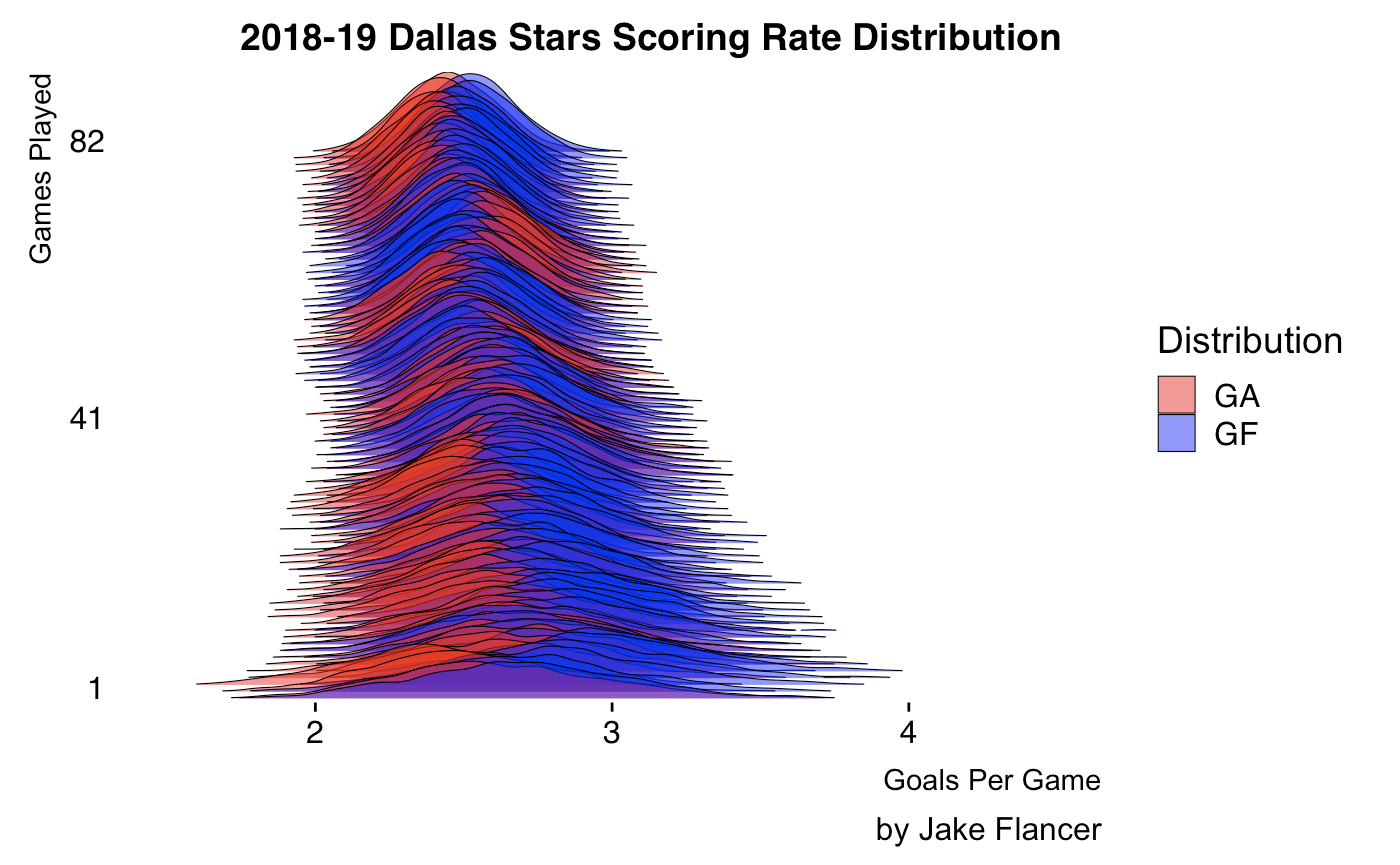 2018-19 Dallas Stars Scoring Rate Distribution
Games Played
82
41
1
2 3 4
Goals Per Game
by Jake Flancer
Distribution
GA
GF